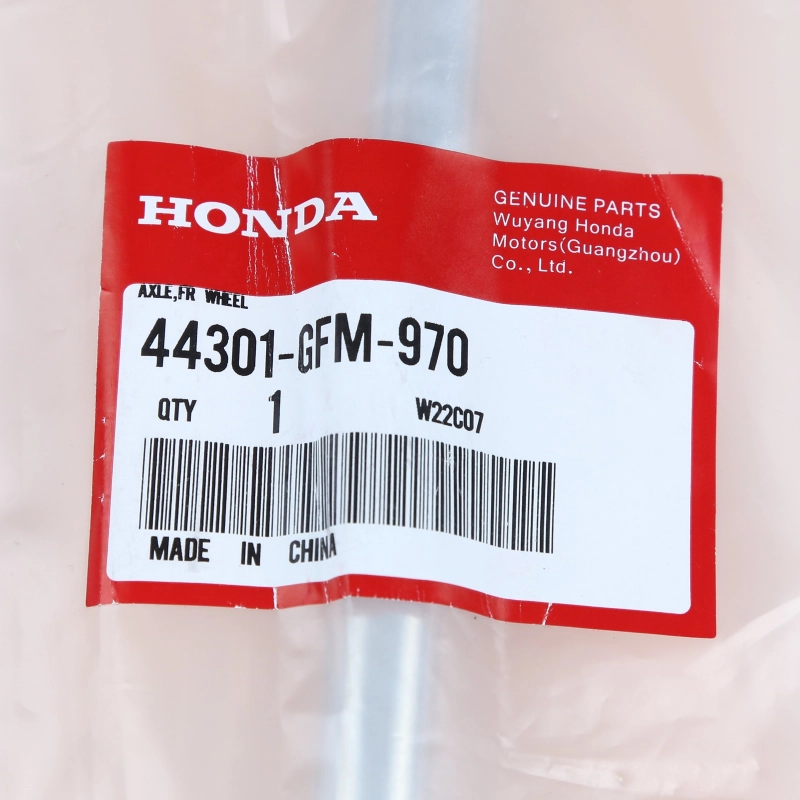 HONDA
GENUINE PARTS
Wuyang Honda
Motors(Guangzhou)
Co., Ltd.
AXLE,FR WHEEL
44301-GFM-970
QTY 1 W22C07
MADE IN CHINA